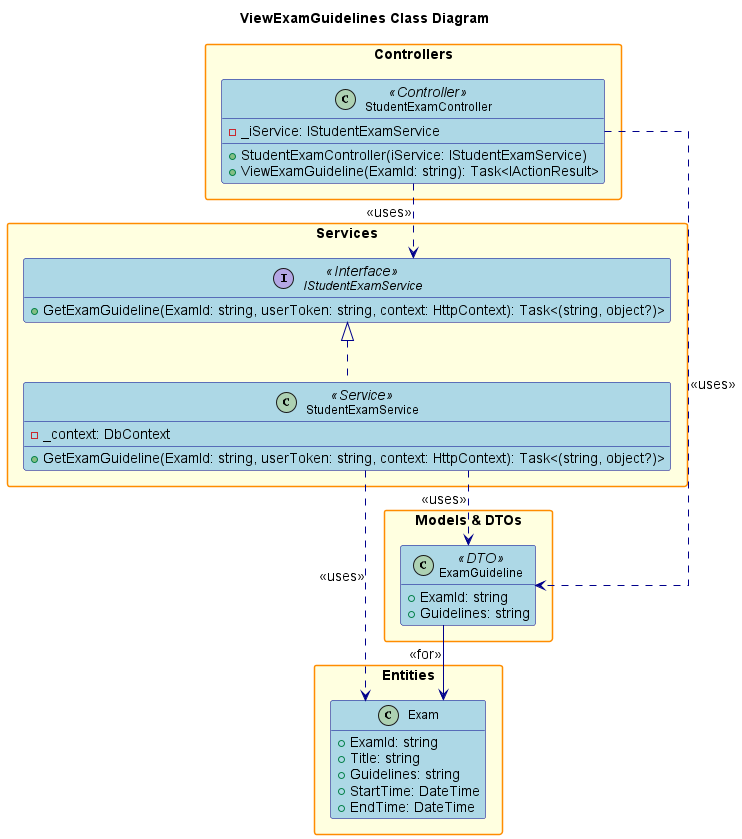 ViewExamGuidelines Class Diagram
Controllers
C
«Controller»
StudentExamController
_iService: IStudentExamService
StudentExamController(iService: IStudentExamService)
ViewExamGuideline(ExamId: string): Task<IActionResult>
«uses»
Services
I
«Interface»
IStudentExamService
GetExamGuideline(ExamId: string, userToken: string, context: HttpContext): Task<(string, object?)>
«uses»
C
«Service»
StudentExamService
_context: DbContext
GetExamGuideline(ExamId: string, userToken: string, context: HttpContext): Task<(string, object?)>
«uses»
Models & DTOs
C
«DTO»
ExamGuideline
ExamId: string
Guidelines: string
«uses»
«for»
Entities
C
Exam
ExamId: string
Title: string
Guidelines: string
StartTime: DateTime
EndTime: DateTime